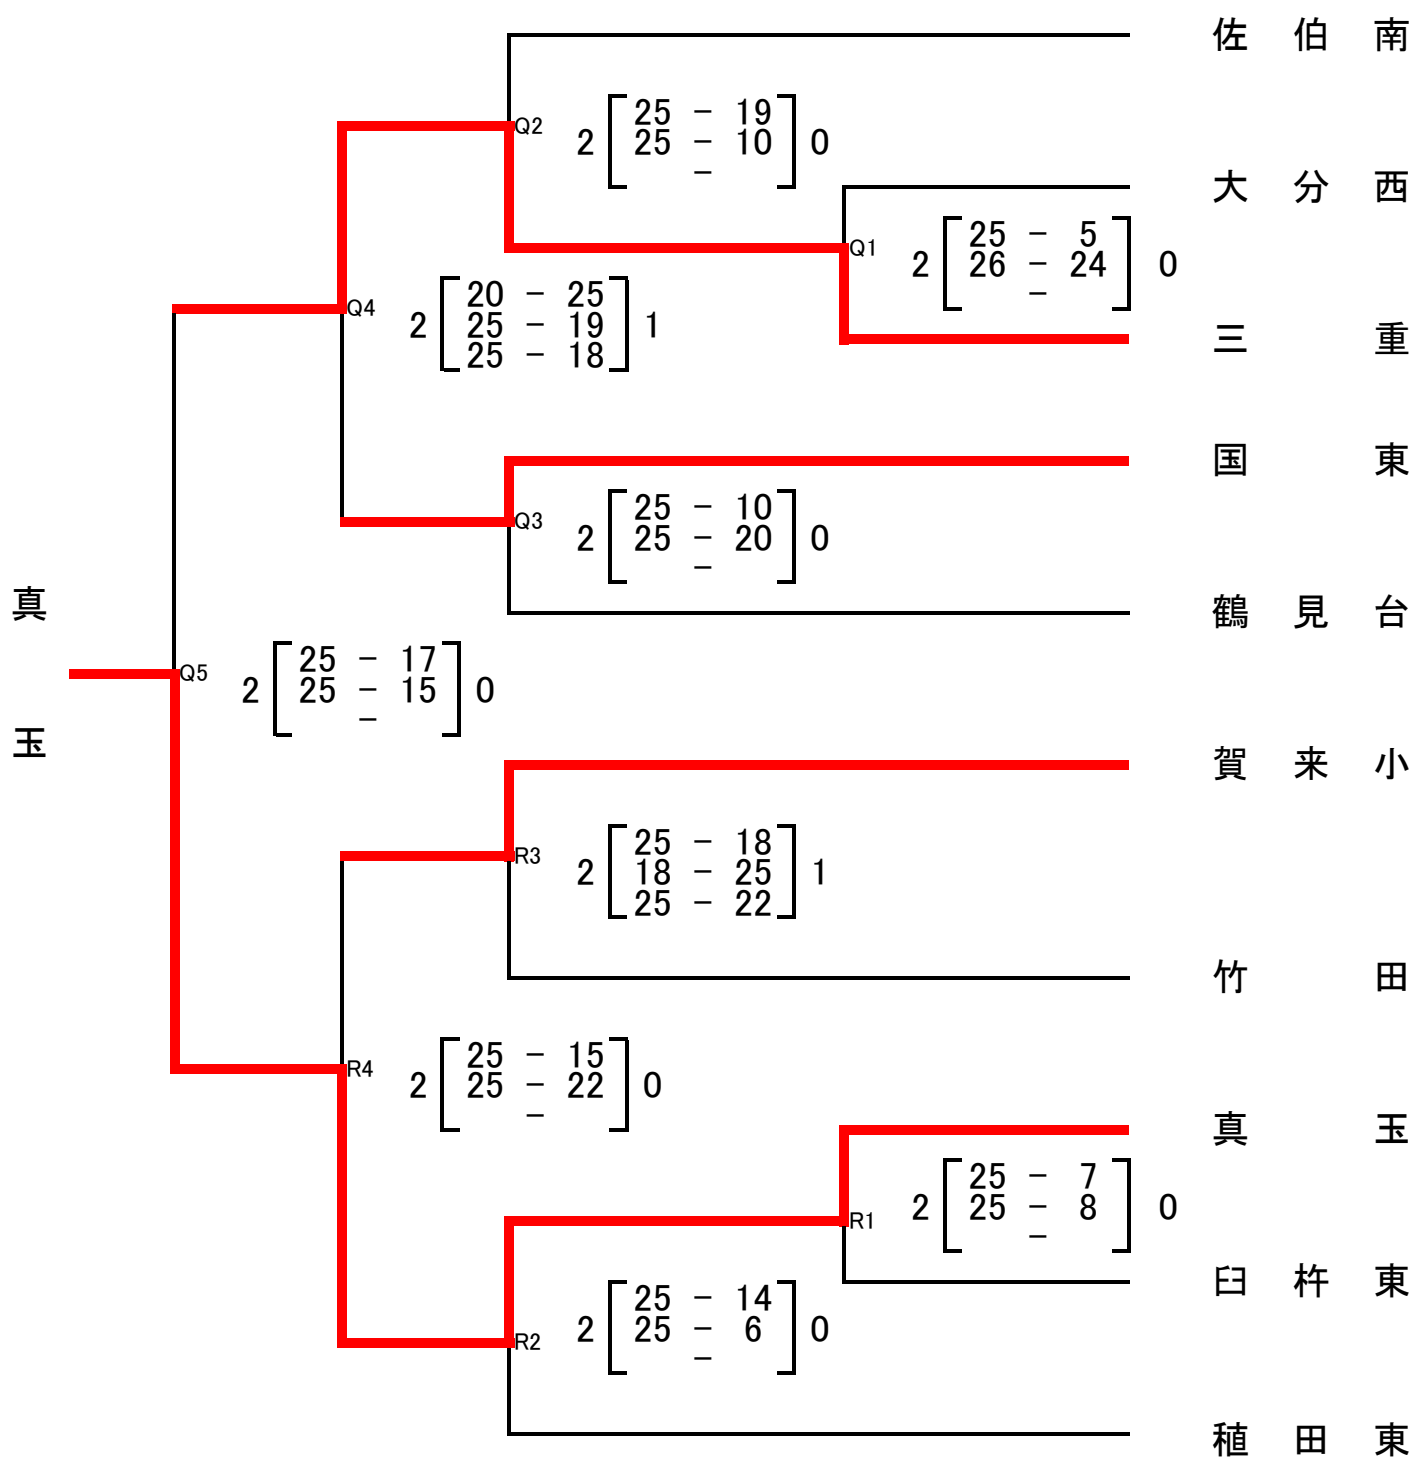 佐伯南
Q2
2 25 - 19 0
25 - 10
-
大分西
Q1
2 25 - 5 0
26 - 24
-
三重
Q4
2 20 - 25 1
25 - 19
25 - 18
国東
Q3
2 25 - 10 0
25 - 20
-
鶴見台
真玉
Q5
2 25 - 17 0
25 - 15
-
賀来小
R3
2 25 - 18 1
18 - 25
25 - 22
竹田
R4
2 25 - 15 0
25 - 22
-
真玉
R1
2 25 - 7 0
25 - 8
-
臼杵東
R2
2 25 - 14 0
25 - 6
-
稙田東